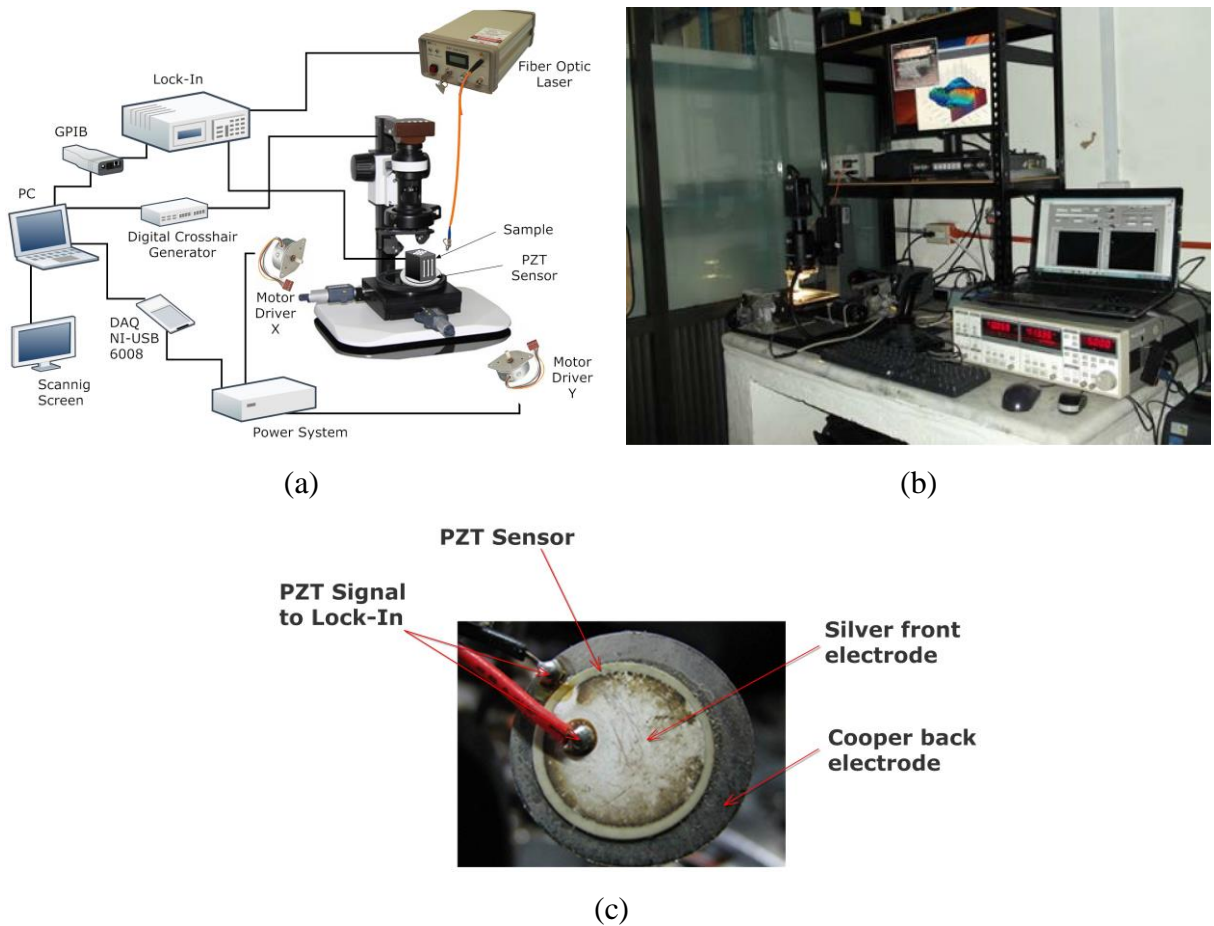 Lock-In
Fiber Optic
Laser
GPIB
PC
Digital Crosshair
Generator
Sample
PZT
Sensor
Motor
Driver
X
DAQ
NI-USB
6008
Scannig
Screen
Motor
Driver
Y
Power System
(a)
(b)
PZT Sensor
PZT Signal
to Lock-In
Silver front
electrode
Cooper back
electrode
(c)